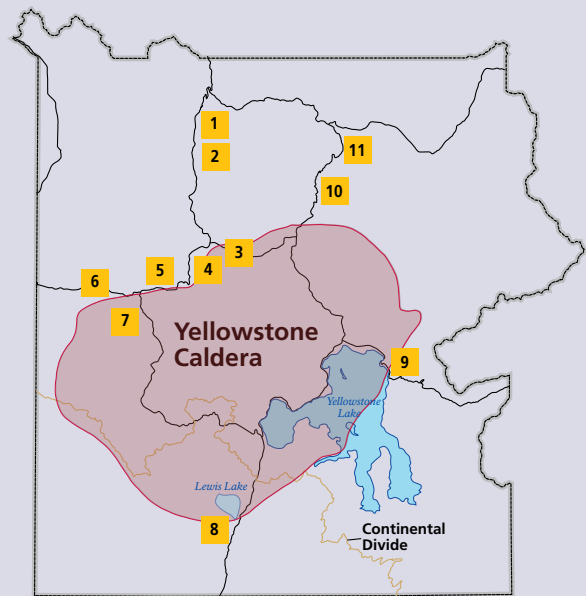 1
2
11
10
3
4
5
6
7
Yellowstone
Caldera
9
Yellowstone
Lake
Lewis Lake
8
Continental
Divide